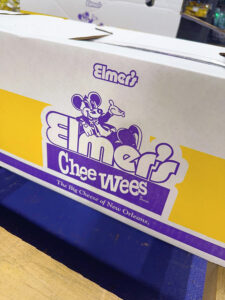 Elmer's
Elmer's
Chee Wees
The Big Cheese of New Orleans.